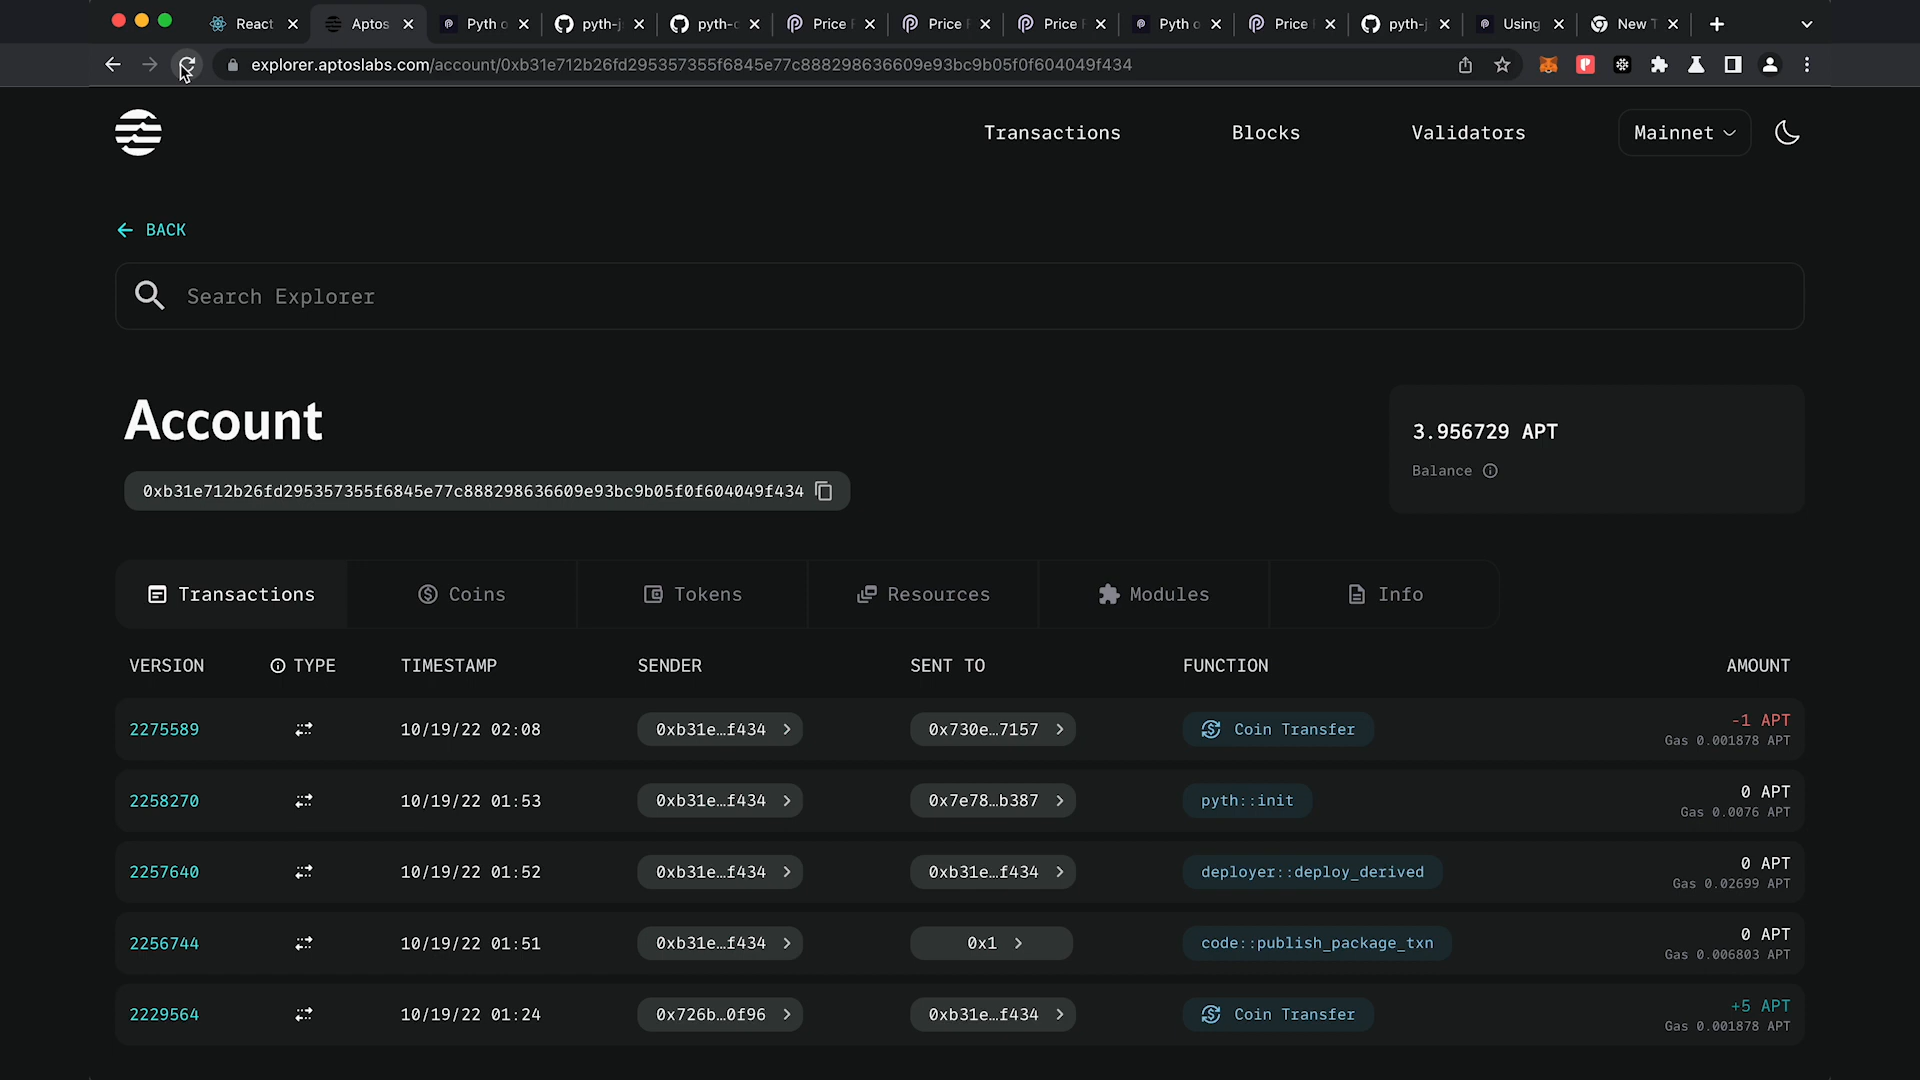 React
Aptos
Pyth o
pyth-j
pyth-c
Price F
Price F
Price F
Pyth o
Price
pyth-j
Using
New T
explorer.aptoslabs.com/account/0xb31e712b26fd295357355f6845e77c888298636609e93bc9b05f0f604049f434
Transactions
Blocks
Validators
Mainnet
BACK
Search Explorer
Account
3.956729 APT
Balance
0xb31e712b26fd295357355f6845e77c888298636609e93bc9b05f0f604049f434
Transactions
Coins
Tokens
Resources
Modules
Info
VERSION TYPE TIMESTAMP SENDER SENT TO FUNCTION AMOUNT
2275589 10/19/22 02:08 0xb31e…f434 0x730e…7157 Coin Transfer -1 APT
Gas 0.001878 APT
2258270 10/19/22 01:53 0xb31e…f434 0x7e78…b387 pyth::init 0 APT
Gas 0.0076 APT
2257640 10/19/22 01:52 0xb31e…f434 0xb31e…f434 deployer::deploy_derived 0 APT
Gas 0.02699 APT
2256744 10/19/22 01:51 0xb31e…f434 0x1 code::publish_package_txn 0 APT
Gas 0.006803 APT
2229564 10/19/22 01:24 0x726b…0f96 0xb31e…f434 Coin Transfer +5 APT
Gas 0.001878 APT